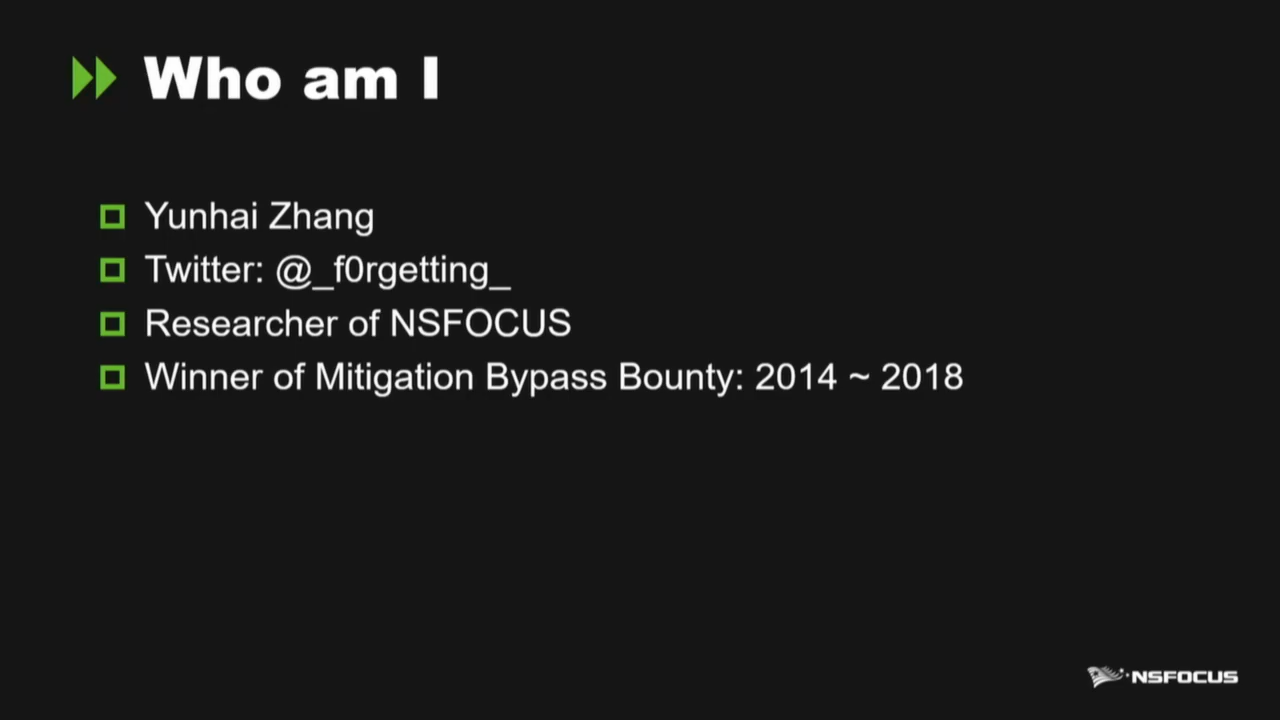 Who am I
Yunhai Zhang
Twitter: @_f0rgetting_
Researcher of NSFOCUS
Winner of Mitigation Bypass Bounty: 2014 ~ 2018
NSFOCUS